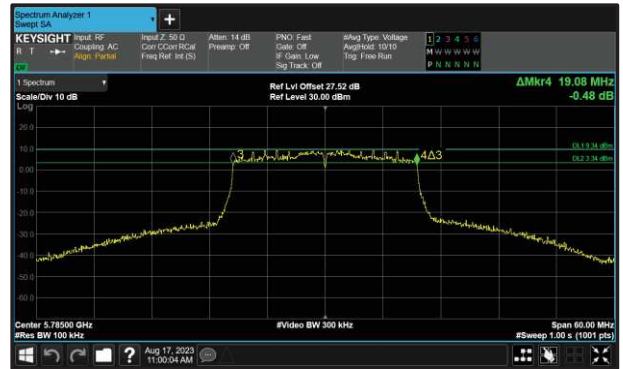 Spectrum Analyzer 1
Swept SA
+
KEYSIGHT Input: RF Input Z: 50 Ω Atten: 14 dB PNO: Fast #Avg Type: Voltage 1 2 3 4 5 6
R T Coupling: AC Corr CCorr RCal Preamp: Off Gate: Off Avg|Hold: 10/10 M W W W W W
Align: Partial Freq Ref: Int (S) IF Gain: Low Trig: Free Run
Sig Track: Off P N N N N N
1 Spectrum Ref Lvl Offset 27.52 dB ΔMkr4 19.08 MHz
Scale/Div 10 dB Ref Level 30.00 dBm -0.48 dB
Log
20.0
10.0 DL1 9.34 dBm
3 4Δ3
DL2 3.34 dBm
0.00
-10.0
-20.0
-30.0
-40.0
-50.0
-60.0
Center 5.78500 GHz #Video BW 300 kHz Span 60.00 MHz
#Res BW 100 kHz #Sweep 1.00 s (1001 pts)
? Aug 17, 2023
11:00:04 AM